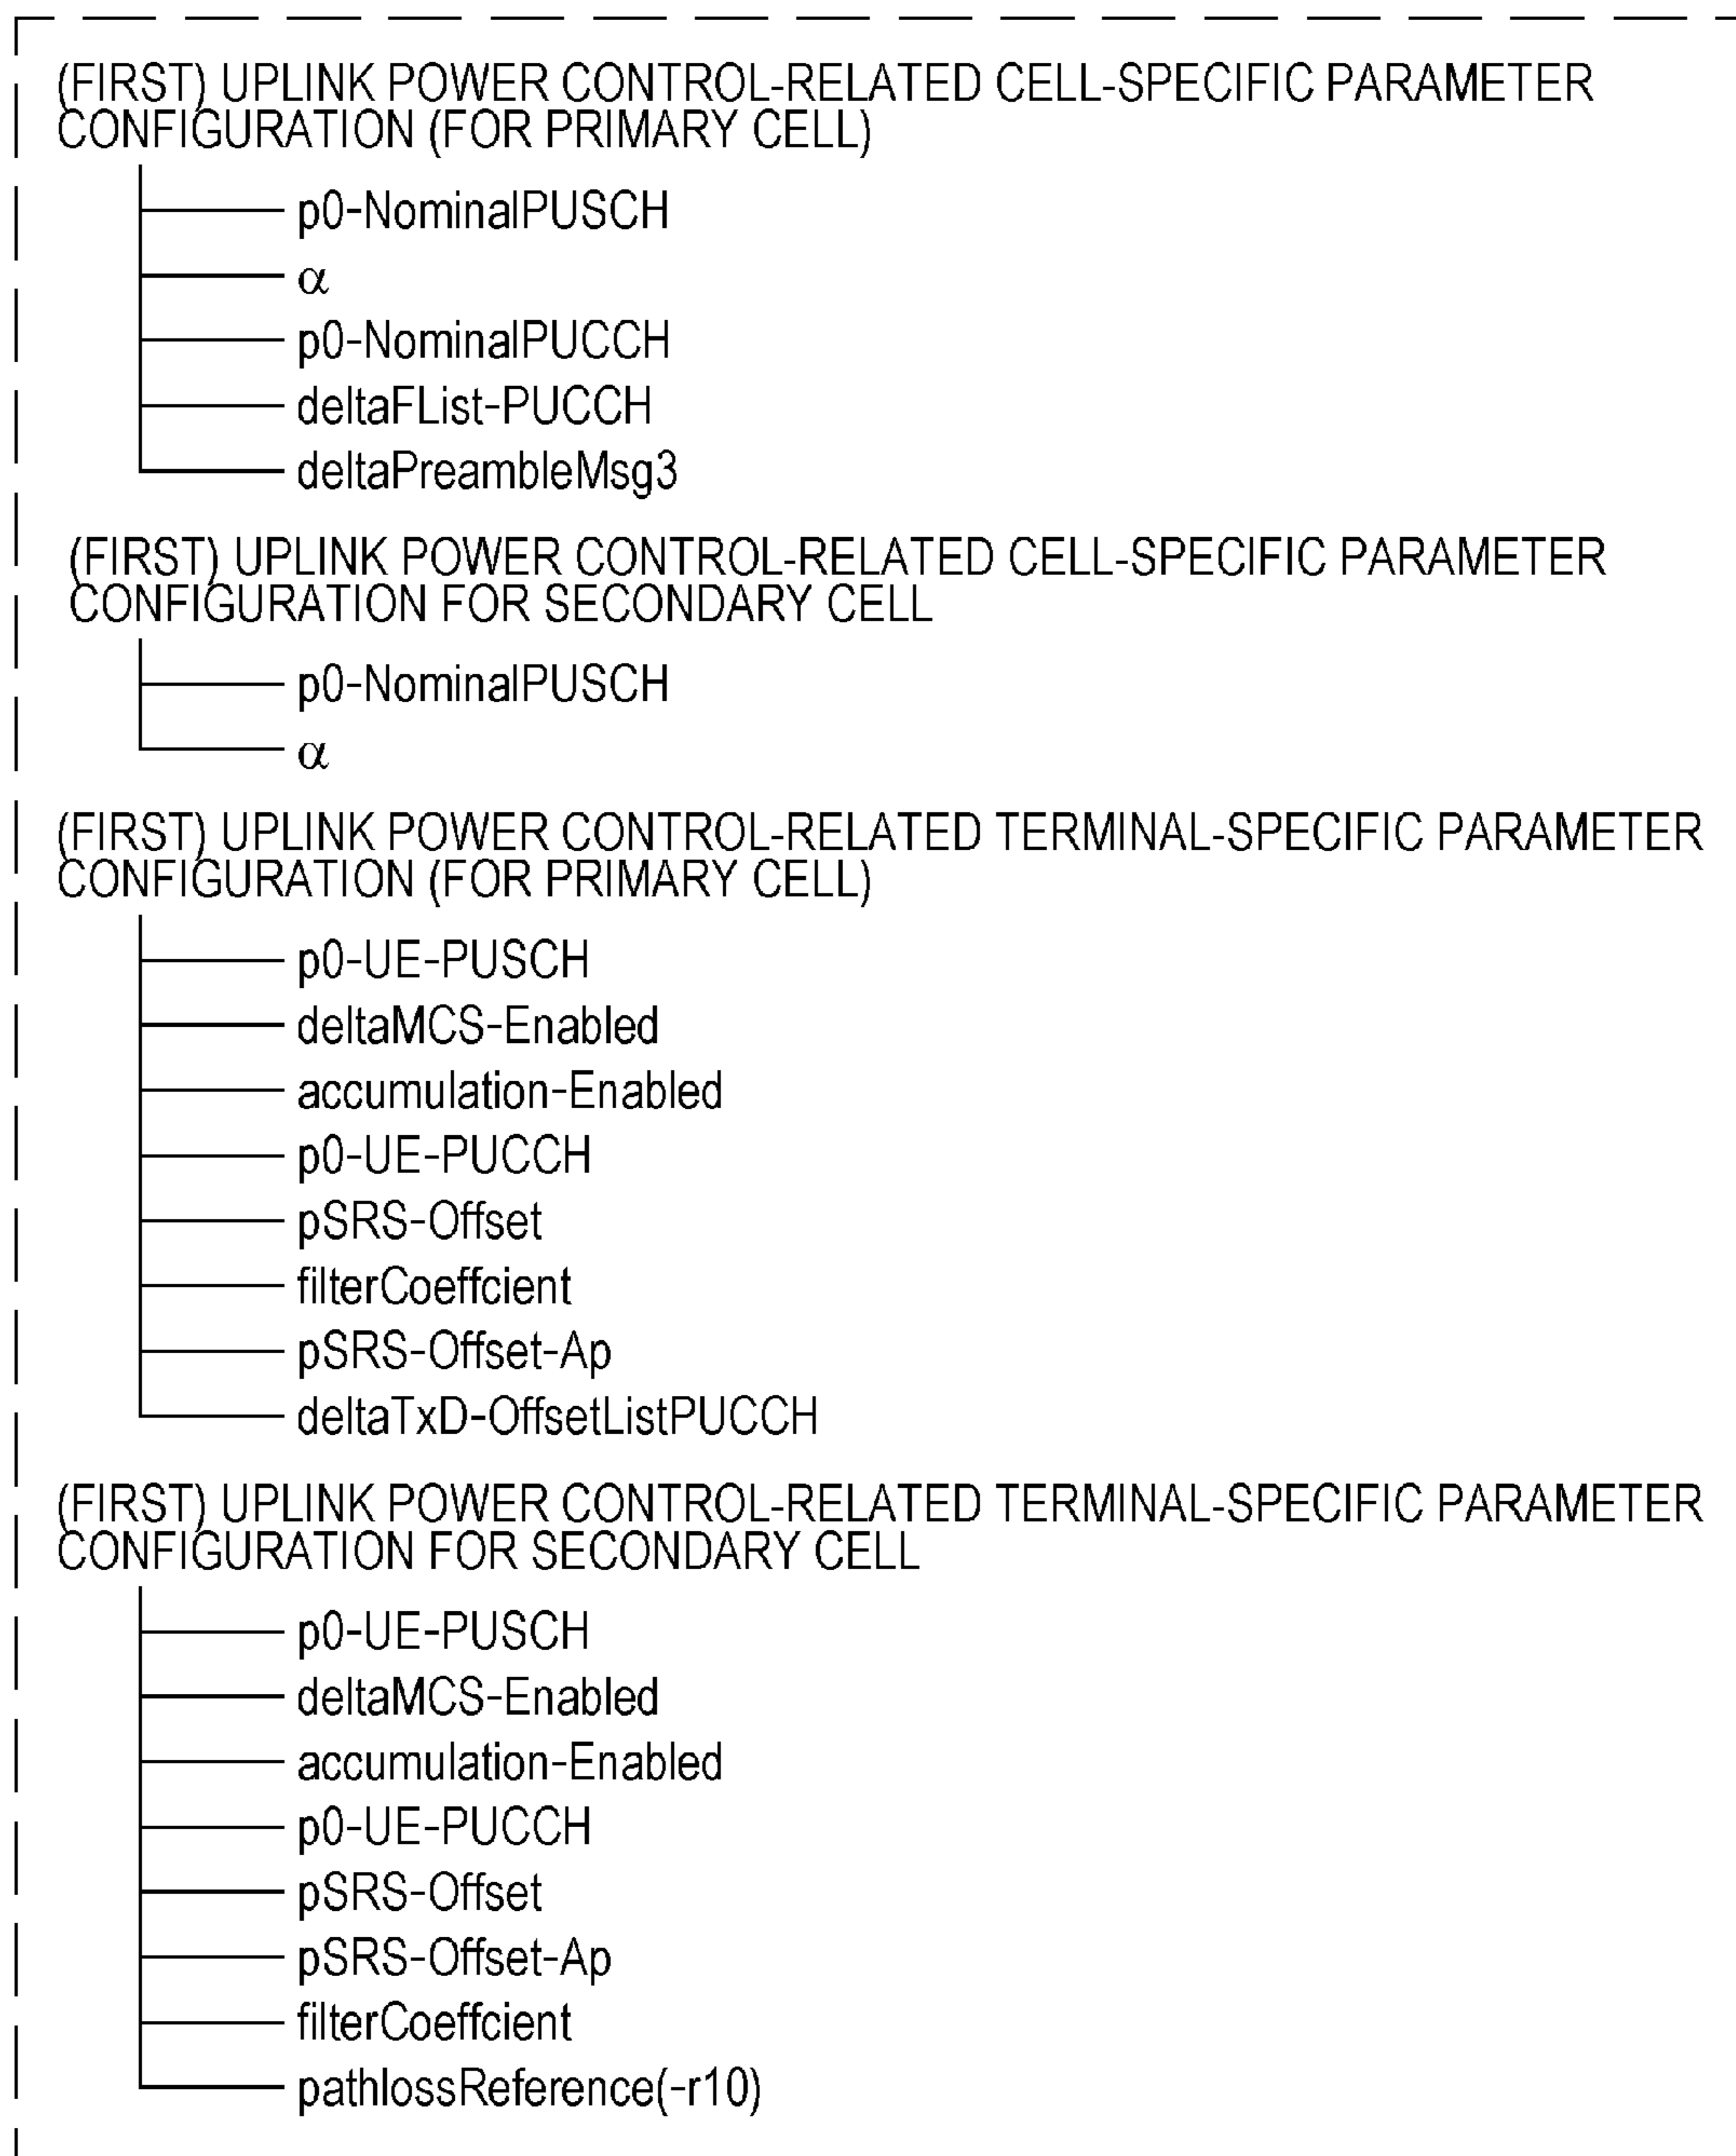 (FIRST) UPLINK POWER CONTROL-RELATED CELL-SPECIFIC PARAMETER
CONFIGURATION (FOR PRIMARY CELL)
p0-NominalPUSCH
α
p0-NominalPUCCH
deltaFList-PUCCH
deltaPreambleMsg3
(FIRST) UPLINK POWER CONTROL-RELATED CELL-SPECIFIC PARAMETER
CONFIGURATION FOR SECONDARY CELL
p0-NominalPUSCH
α
(FIRST) UPLINK POWER CONTROL-RELATED TERMINAL-SPECIFIC PARAMETER
CONFIGURATION (FOR PRIMARY CELL)
p0-UE-PUSCH
deltaMCS-Enabled
accumulation-Enabled
p0-UE-PUCCH
pSRS-Offset
filterCoeffcient
pSRS-Offset-Ap
deltaTxD-OffsetListPUCCH
(FIRST) UPLINK POWER CONTROL-RELATED TERMINAL-SPECIFIC PARAMETER
CONFIGURATION FOR SECONDARY CELL
p0-UE-PUSCH
deltaMCS-Enabled
accumulation-Enabled
p0-UE-PUCCH
pSRS-Offset
pSRS-Offset-Ap
filterCoeffcient
pathlossReference(-r10)